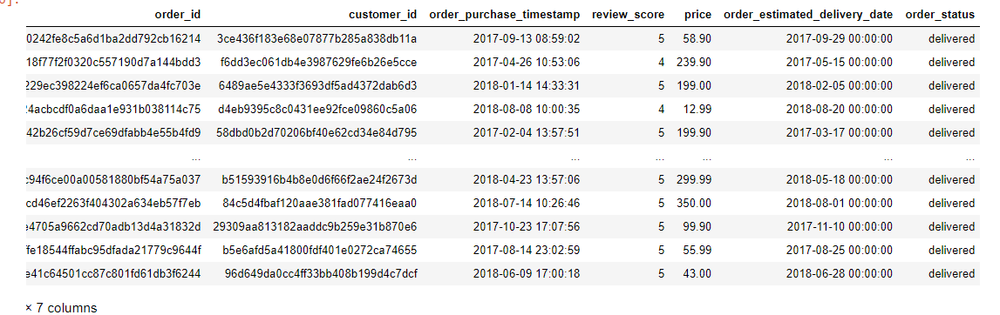 order_id customer_id order_purchase_timestamp review_score price order_estimated_delivery_date order_status
0242fe8c5a6d1ba2dd792cb16214 3ce436f183e68e07877b285a838db11a 2017-09-13 08:59:02 5 58.90 2017-09-29 00:00:00 delivered
18f77f2f0320c557190d7a144bdd3 f6dd3ec061db4e3987629fe6b26e5cce 2017-04-26 10:53:06 4 239.90 2017-05-15 00:00:00 delivered
229ec398224ef6ca0657da4fc703e 6489ae5e4333f3693df5ad4372dab6d3 2018-01-14 14:33:31 5 199.00 2018-02-05 00:00:00 delivered
24acbcdf0a6daa1e931b038114c75 d4eb9395c8c0431ee92fce09860c5a06 2018-08-08 10:00:35 4 12.99 2018-08-20 00:00:00 delivered
42b26cf59d7ce69dfabb4e55b4fd9 58dbd0b2d70206bf40e62cd34e84d795 2017-02-04 13:57:51 5 199.90 2017-03-17 00:00:00 delivered
... ... ... ... ... ... ...
c94f6ce00a00581880bf54a75a037 b51593916b4b8e0d6f66f2ae24f2673d 2018-04-23 13:57:06 5 299.99 2018-05-18 00:00:00 delivered
cd46ef2263f404302a634eb57f7eb 84c5d4fbaf120aae381fad077416eaa0 2018-07-14 10:26:46 5 350.00 2018-08-01 00:00:00 delivered
e4705a9662cd70adb13d4a31832d 29309aa813182aaddc9b259e31b870e6 2017-10-23 17:07:56 5 99.90 2017-11-10 00:00:00 delivered
ffe18544ffabc95dfada21779c9644f b5e6afd5a41800fdf401e0272ca74655 2017-08-14 23:02:59 5 55.99 2017-08-25 00:00:00 delivered
e41c64501cc87c801fd61db3f6244 96d649da0cc4ff33bb408b199d4c7dcf 2018-06-09 17:00:18 5 43.00 2018-06-28 00:00:00 delivered
× 7 columns